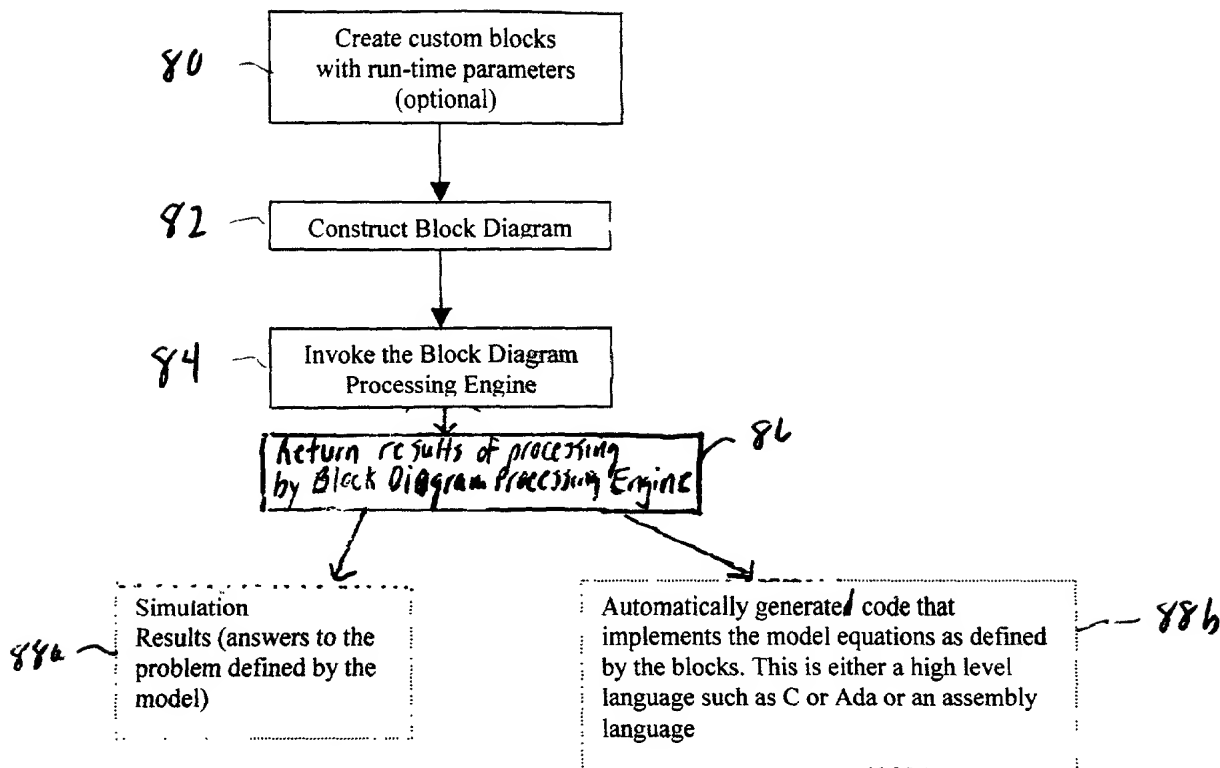 80
Create custom blocks
with run-time parameters
(optional)
82
Construct Block Diagram
84
Invoke the Block Diagram
Processing Engine
Return results of processing
by Block Diagram Processing Engine
86
88a
Simulation
Results (answers to the
problem defined by the
model)
Automatically generated code that
implements the model equations as defined
by the blocks. This is either a high level
language such as C or Ada or an assembly
language
88b